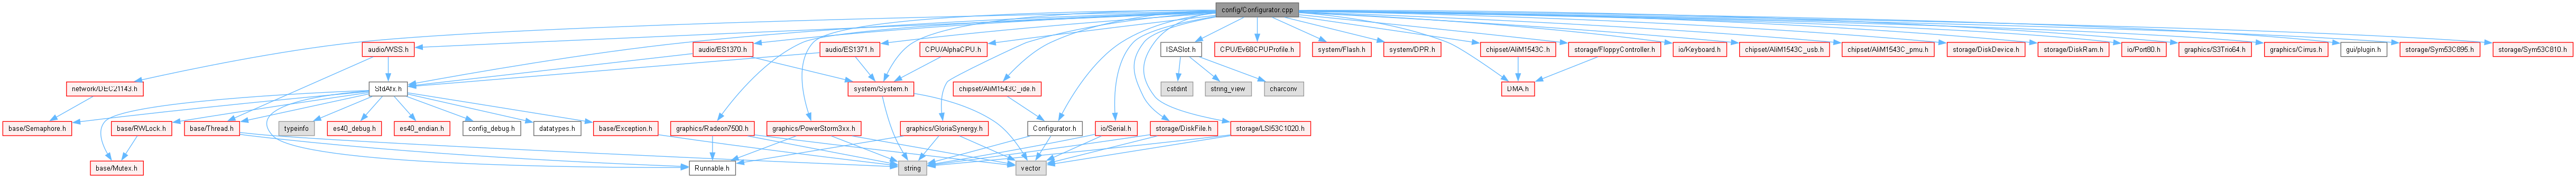 config/Configurator.cpp
audio/WSS.h
audio/ES1370.h
audio/ES1371.h
CPU/AlphaCPU.h
ISASlot.h
CPU/Ev68CPUProfile.h
system/Flash.h
system/DPR.h
chipset/AliM1543C.h
storage/FloppyController.h
io/Keyboard.h
chipset/AliM1543C_usb.h
chipset/AliM1543C_pmu.h
storage/DiskDevice.h
storage/DiskRam.h
io/Port80.h
graphics/S3Trio64.h
graphics/Cirrus.h
gui/plugin.h
storage/Sym53C895.h
storage/Sym53C810.h
network/DEC21143.h
StdAfx.h
system/System.h
chipset/AliM1543C_ide.h
cstdint
string_view
charconv
DMA.h
base/Semaphore.h
base/RWLock.h
base/Thread.h
typeinfo
es40_debug.h
es40_endian.h
config_debug.h
datatypes.h
base/Exception.h
graphics/Radeon7500.h
graphics/PowerStorm3xx.h
graphics/GloriaSynergy.h
Configurator.h
io/Serial.h
storage/DiskFile.h
storage/LSI53C1020.h
base/Mutex.h
Runnable.h
string
vector